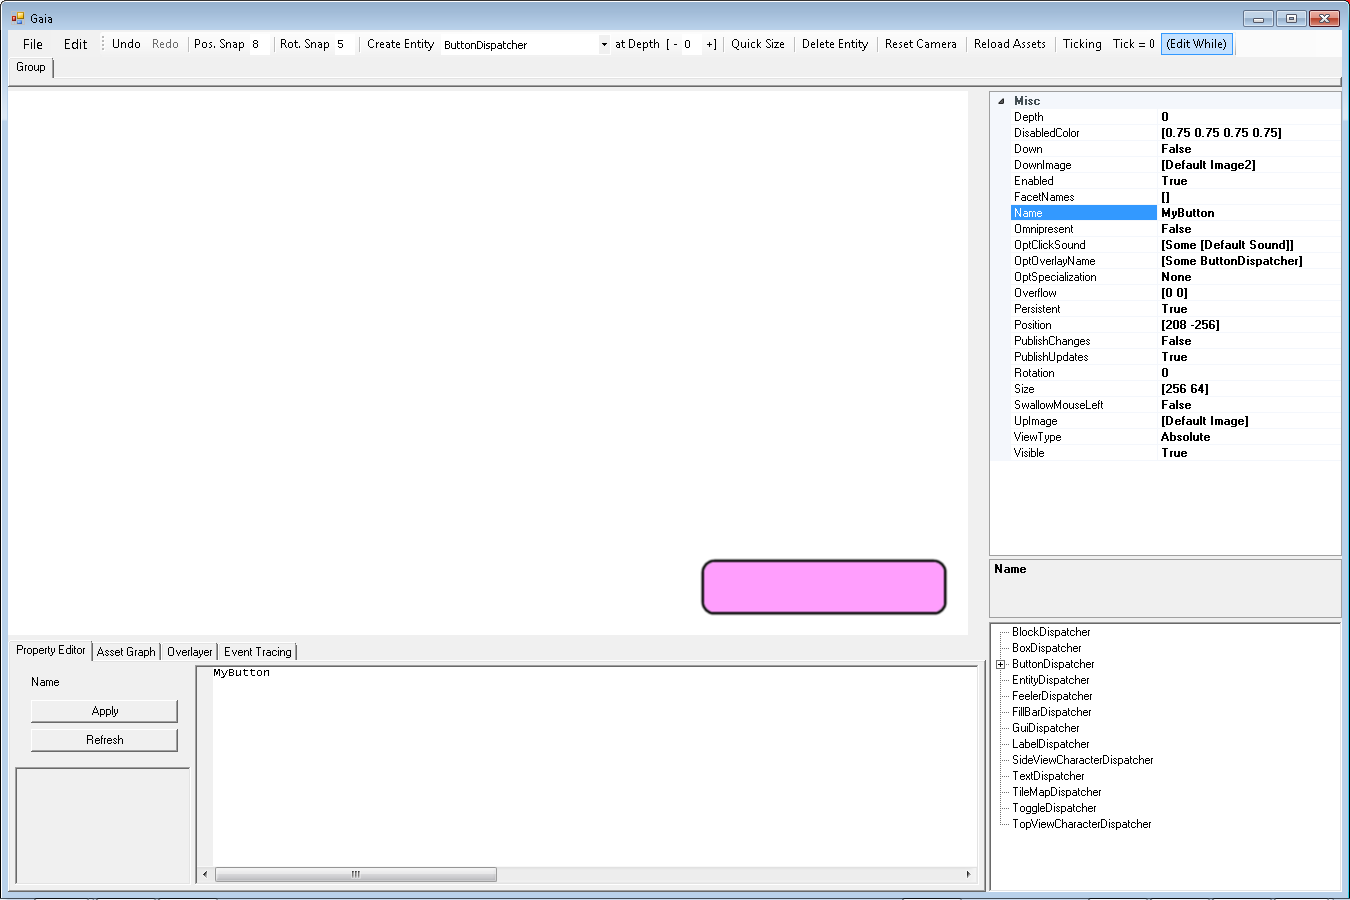 Gaia
File Edit Undo Redo Pos. Snap 8 Rot. Snap 5 Create Entity ButtonDispatcher at Depth [ - 0 +] Quick Size Delete Entity Reset Camera Reload Assets Ticking Tick = 0 (Edit While)
Group
Misc
Depth 0
DisabledColor [0.75 0.75 0.75 0.75]
Down False
DownImage [Default Image2]
Enabled True
FacetNames []
Name MyButton
Omnipresent False
OptClickSound [Some [Default Sound]]
OptOverlayName [Some ButtonDispatcher]
OptSpecialization None
Overflow [0 0]
Persistent True
Position [208 -256]
PublishChanges False
PublishUpdates True
Rotation 0
Size [256 64]
SwallowMouseLeft False
UpImage [Default Image]
ViewType Absolute
Visible True
Name
Property Editor Asset Graph Overlayer Event Tracing
Name
Apply
Refresh
MyButton
BlockDispatcher
BoxDispatcher
ButtonDispatcher
EntityDispatcher
FeelerDispatcher
FillBarDispatcher
GuiDispatcher
LabelDispatcher
SideViewCharacterDispatcher
TextDispatcher
TileMapDispatcher
ToggleDispatcher
TopViewCharacterDispatcher